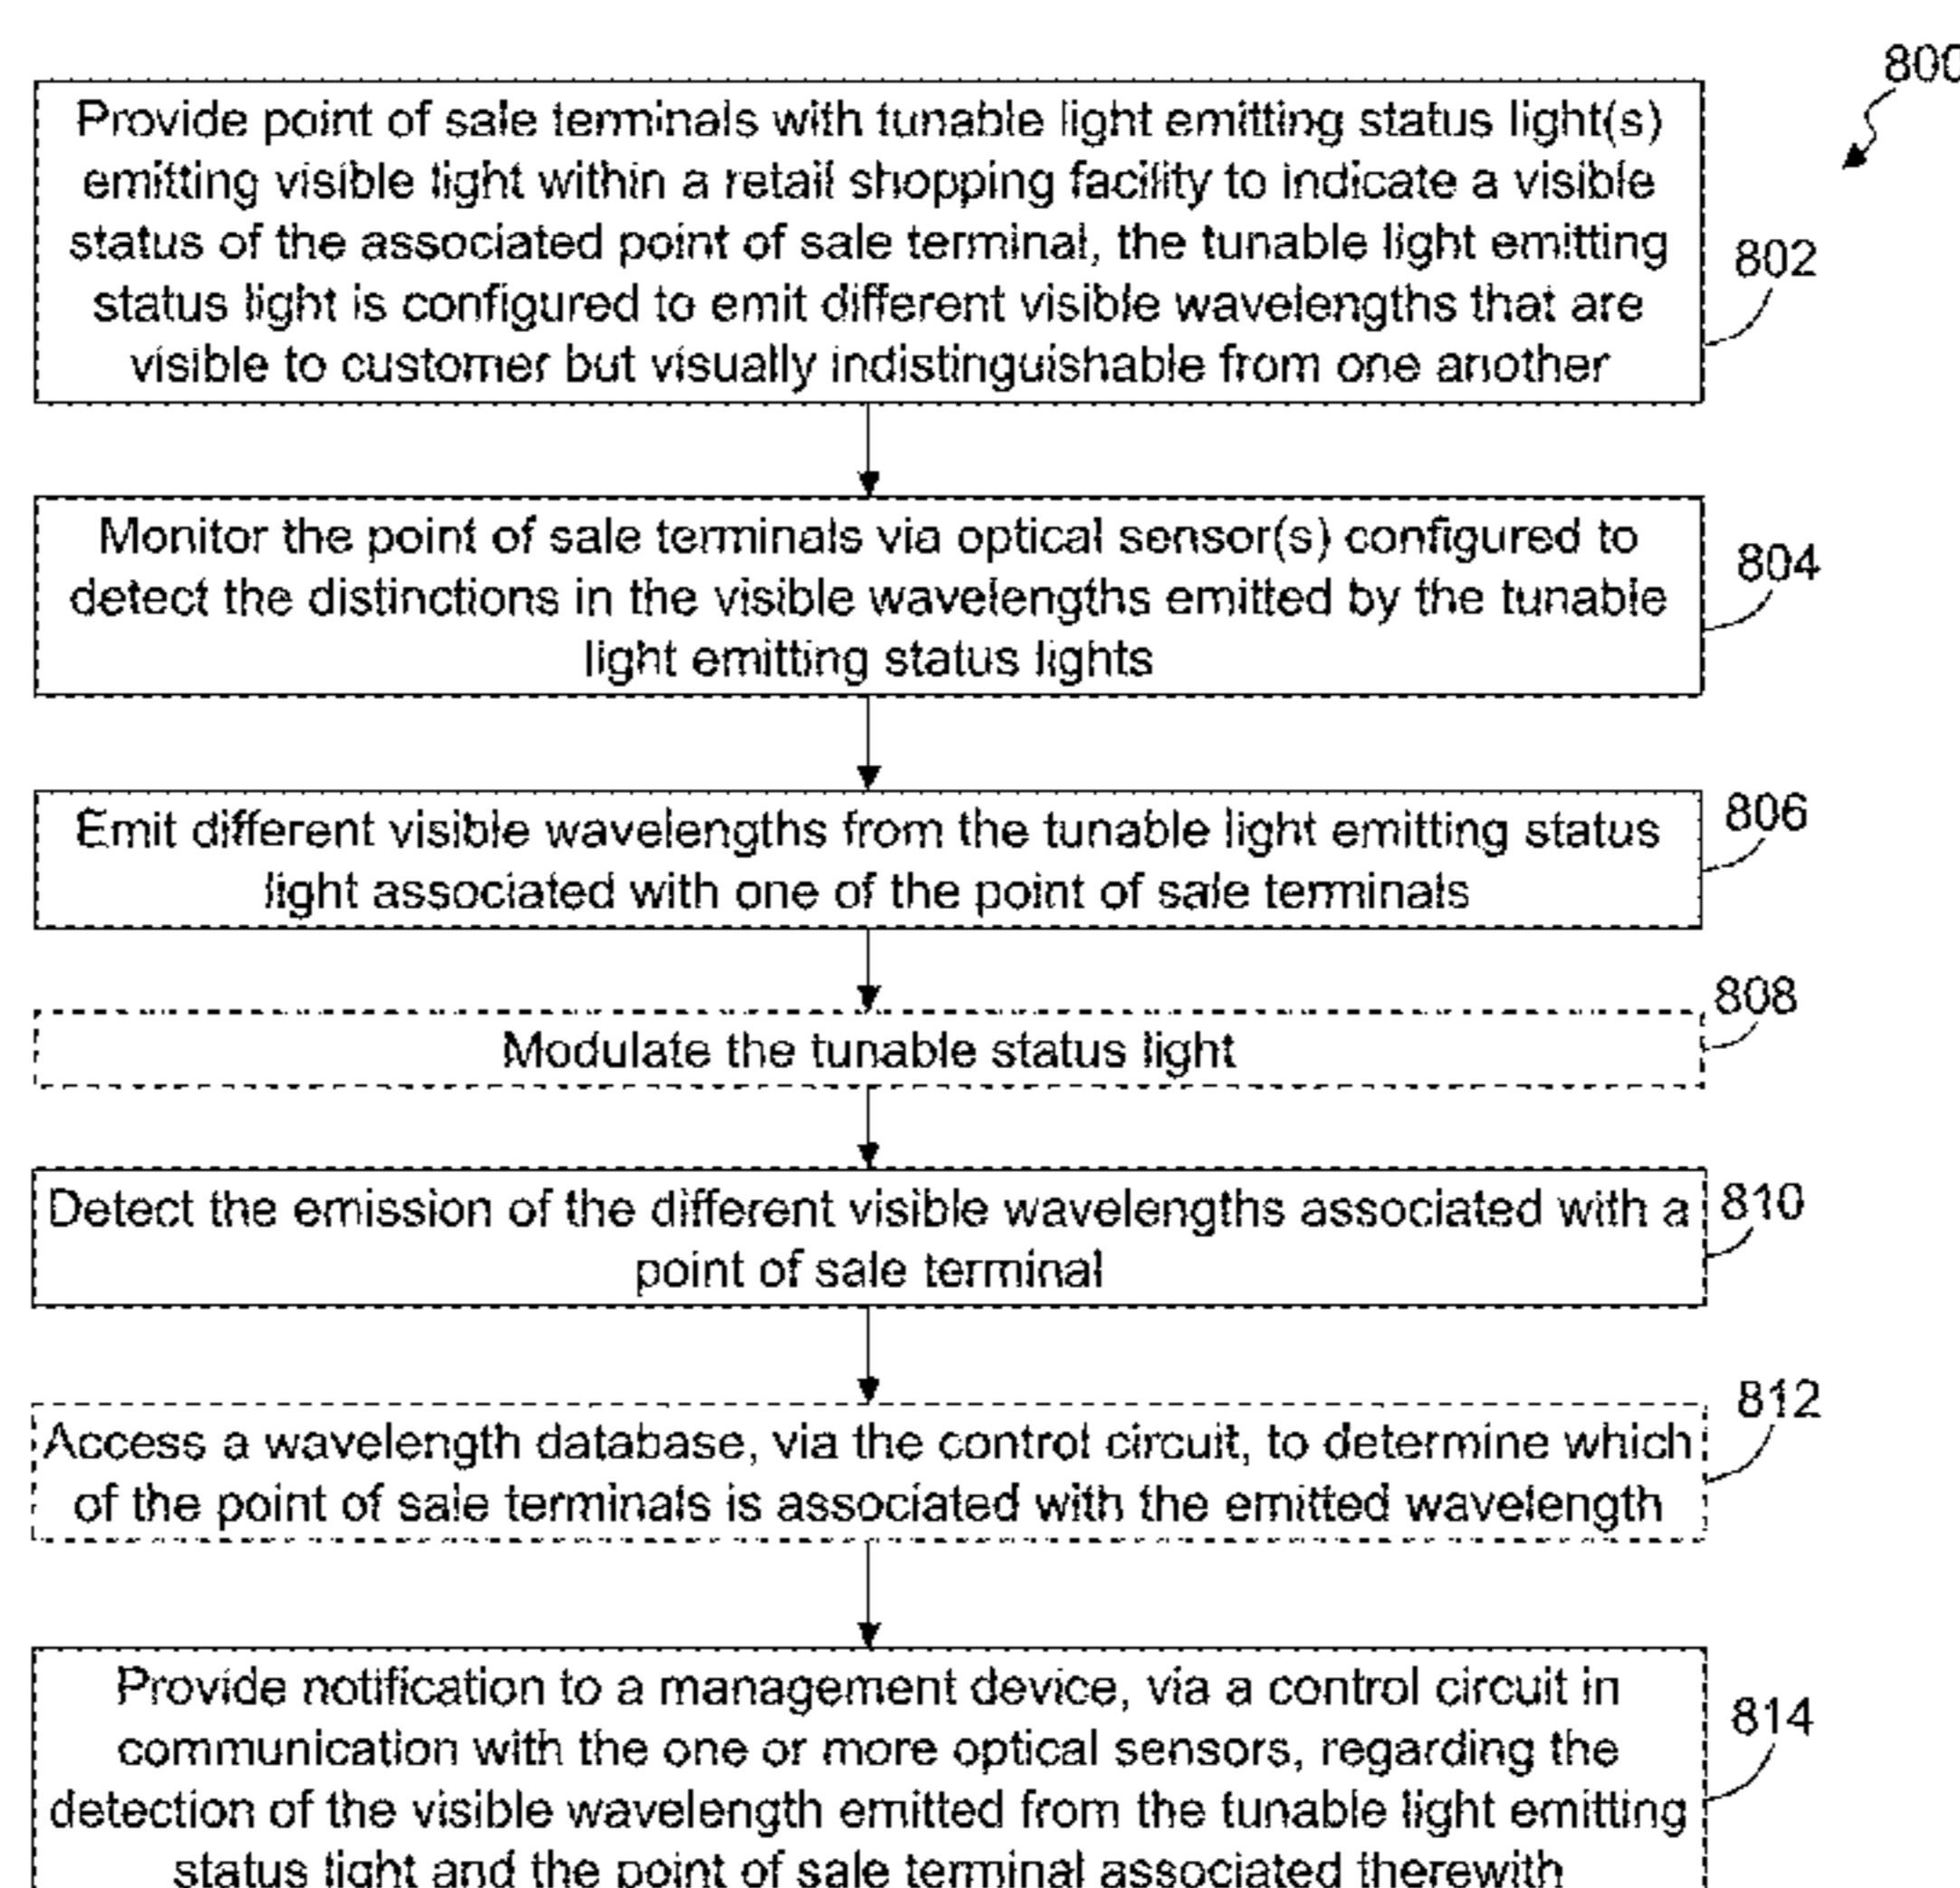 800
Provide point of sale terminals with tunable light emitting status light(s)
emitting visible light within a retail shopping facility to indicate a visible
status of the associated point of sale terminal, the tunable light emitting
status light is configured to emit different visible wavelengths that are
visible to customer but visually indistinguishable from one another
802
Monitor the point of sale terminals via optical sensor(s) configured to
detect the distinctions in the visible wavelengths emitted by the tunable
light emitting status lights
804
Emit different visible wavelengths from the tunable light emitting status
light associated with one of the point of sale terminals
806
Modulate the tunable status light
808
Detect the emission of the different visible wavelengths associated with a
point of sale terminal
810
Access a wavelength database, via the control circuit, to determine which
of the point of sale terminals is associated with the emitted wavelength
812
Provide notification to a management device, via a control circuit in
communication with the one or more optical sensors, regarding the
detection of the visible wavelength emitted from the tunable light emitting
status light and the point of sale terminal associated therewith
814